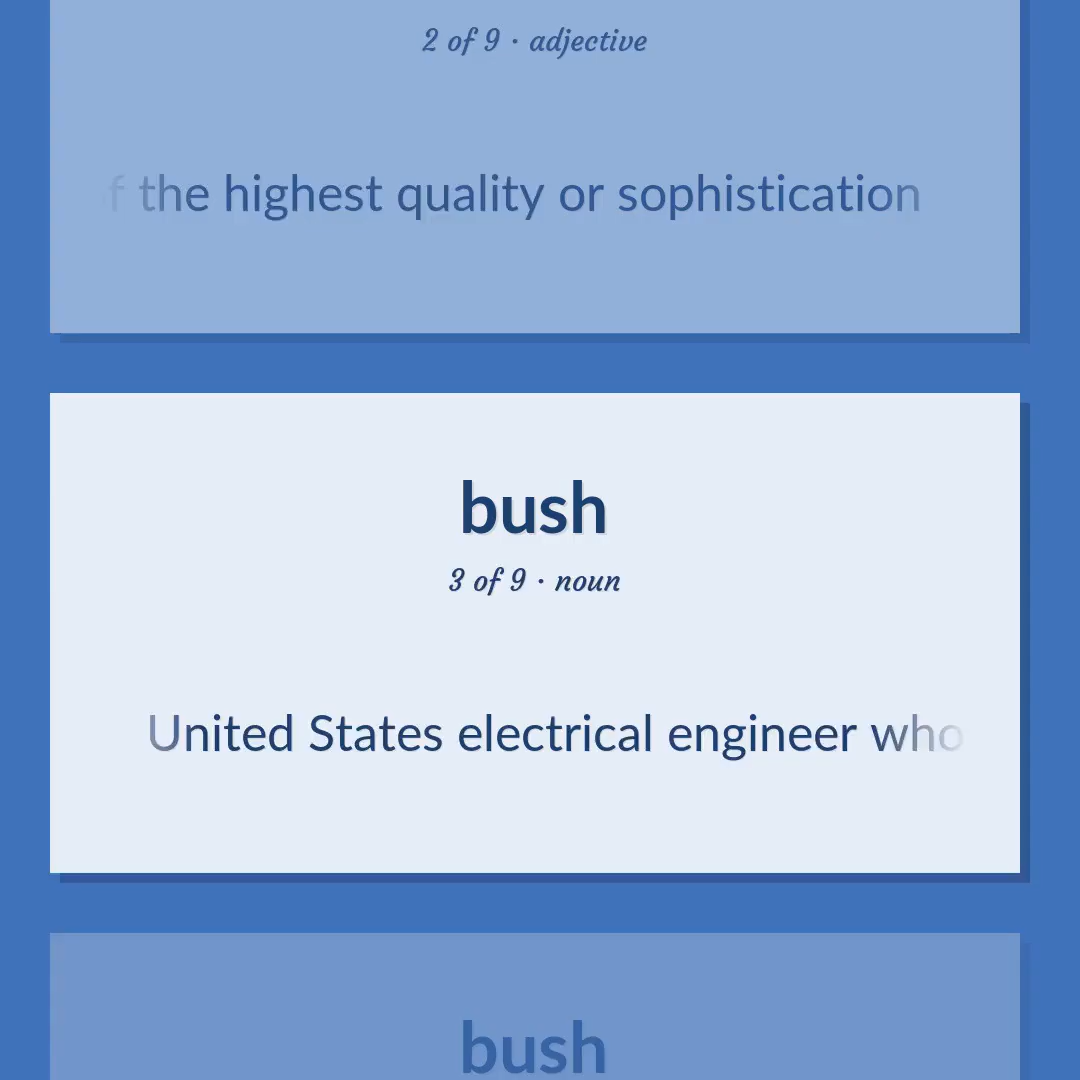 2 of 9 · adjective
the highest quality or sophistication
bush
3 of 9 · noun
United States electrical engineer who
bush